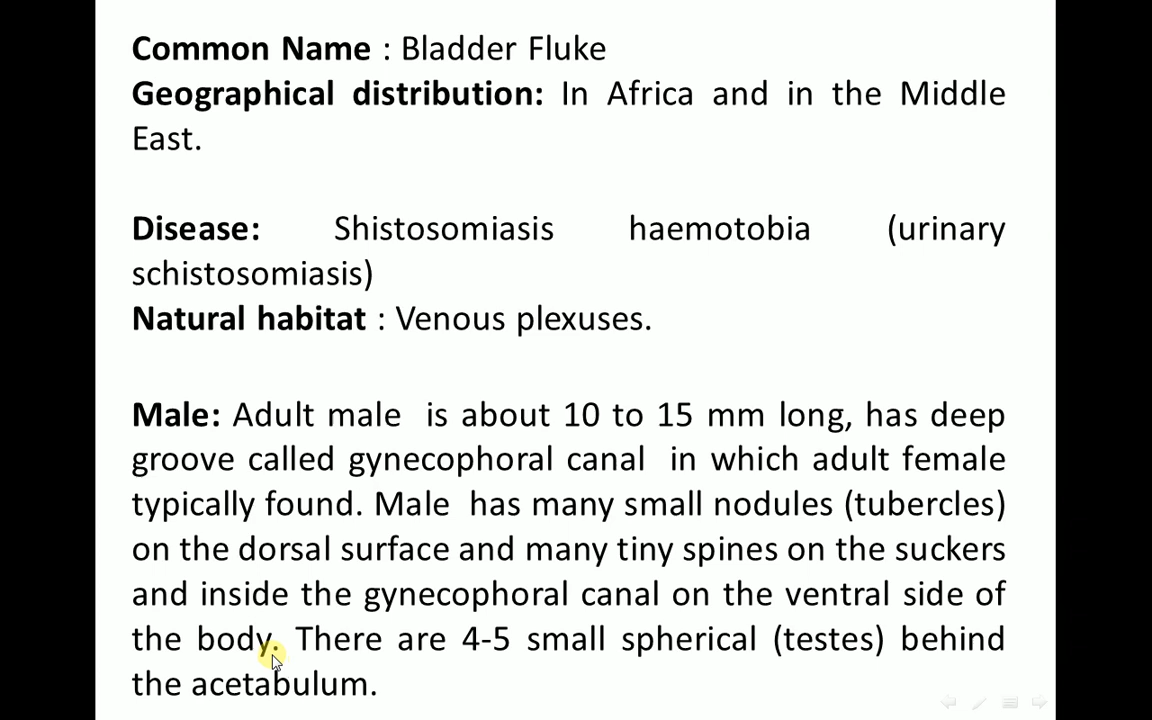 Common Name : Bladder Fluke
Geographical distribution: In Africa and in the Middle
East.
Disease: Shistosomiasis haemotobia (urinary
schistosomiasis)
Natural habitat : Venous plexuses.
Male: Adult male is about 10 to 15 mm long, has deep
groove called gynecophoral canal in which adult female
typically found. Male has many small nodules (tubercles)
on the dorsal surface and many tiny spines on the suckers
and inside the gynecophoral canal on the ventral side of
the body. There are 4-5 small spherical (testes) behind
the acetabulum.